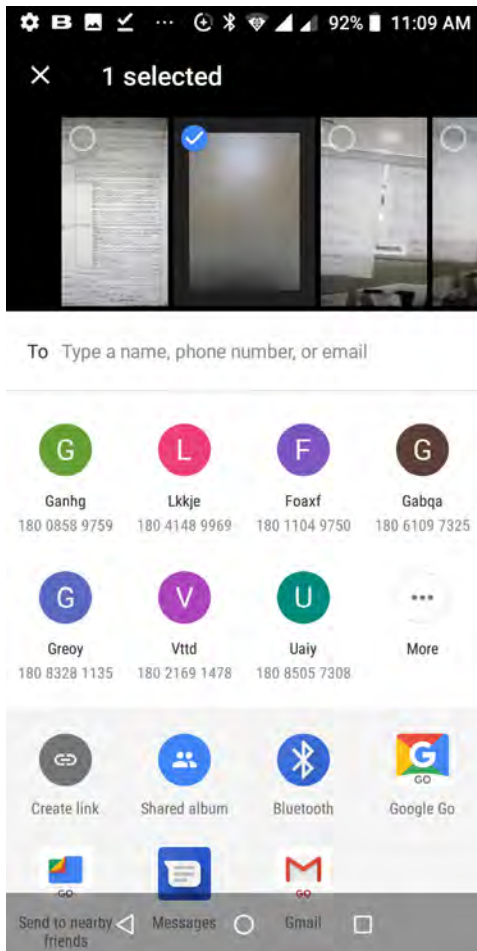 92% 11:09 AM
1 selected
To Type a name, phone number, or email
G L F G
Ganhg Lkkje Foaxf Gabqa
180 0858 9759 180 4148 9969 180 1104 9750 180 6109 7325
G V U
Greoy Vttd Uaiy More
180 8328 1135 180 2169 1478 180 8505 7308
G
GO
Create link Shared album Bluetooth Google Go
GO GO
Send to nearby Messages Gmail
friends